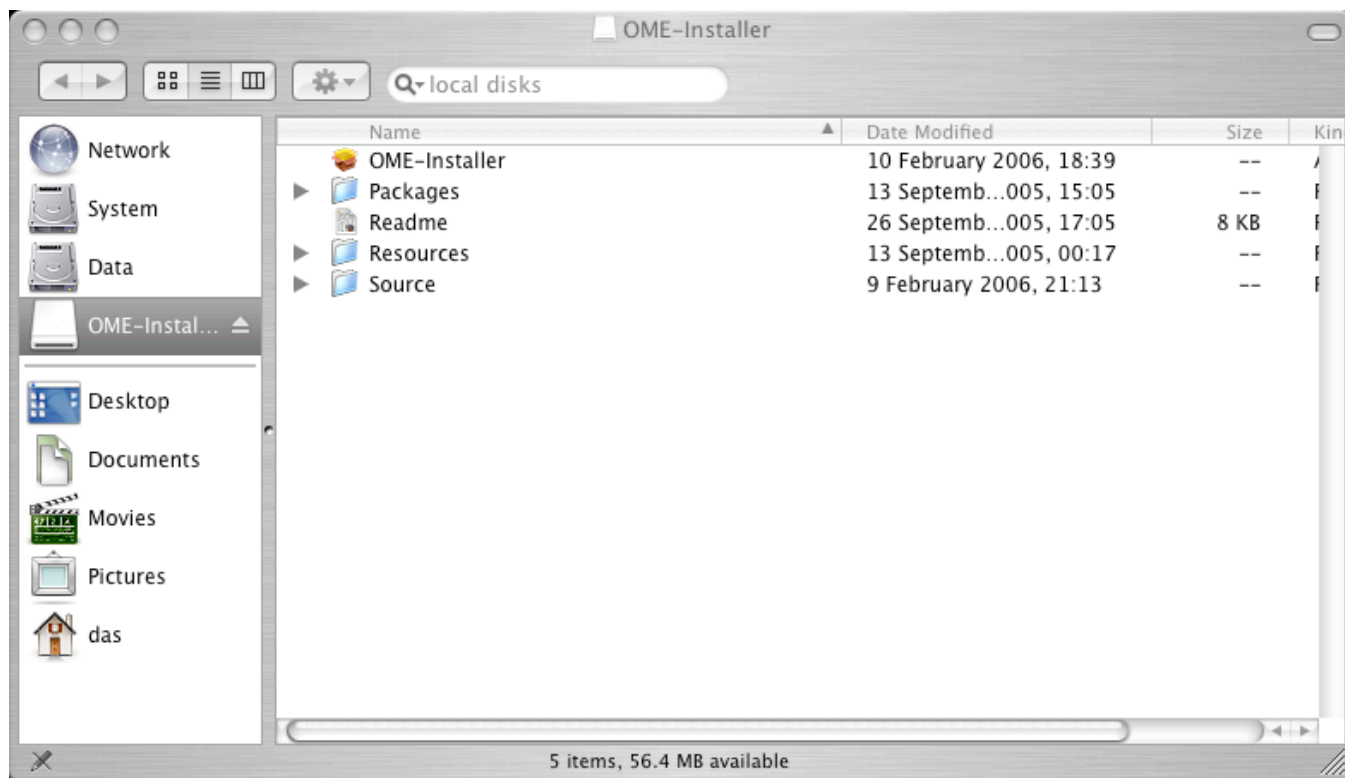 OME-Installer
local disks
Network
System
Data
OME-Instal...
Desktop
Documents
Movies
Pictures
das
Name Date Modified Size Kin
OME-Installer 10 February 2006, 18:39 --
Packages 13 Septemb...005, 15:05 --
Readme 26 Septemb...005, 17:05 8 KB
Resources 13 Septemb...005, 00:17 --
Source 9 February 2006, 21:13 --
5 items, 56.4 MB available